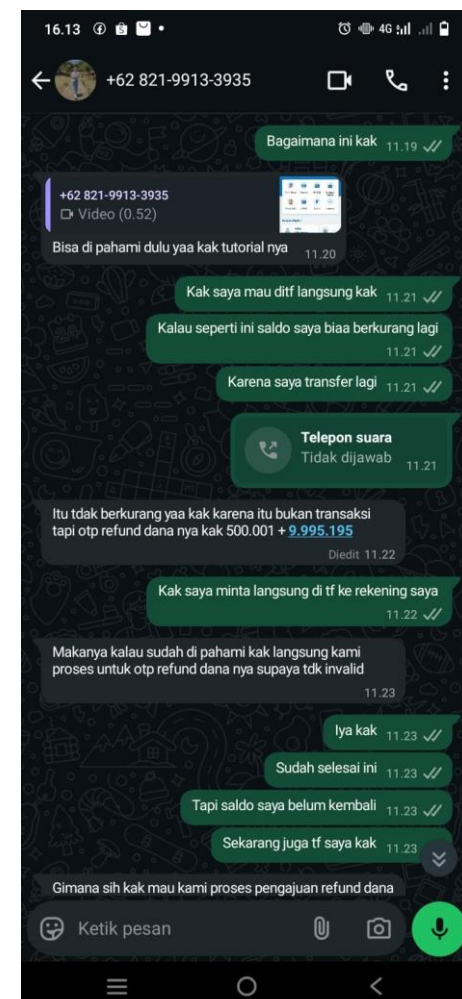 16.13
4G
+62 821-9913-3935
Bagaimana ini kak 11.19
+62 821-9913-3935
Video (0.52)
Bisa di pahami dulu yaa kak tutorial nya 11.20
Kak saya mau ditf langsung kak 11.21
Kalau seperti ini saldo saya biaa berkurang lagi
11.21
Karena saya transfer lagi 11.21
Telepon suara
Tidak dijawab 11.21
Itu tdak berkurang yaa kak karena itu bukan transaksi
tapi otp refund dana nya kak 500.001 + 9.995.195
Diedit 11.22
Kak saya minta langsung di tf ke rekening saya
11.22
Makanya kalau sudah di pahami kak langsung kami
proses untuk otp refund dana nya supaya tdk invalid
11.23
Iya kak 11.23
Sudah selesai ini 11.23
Tapi saldo saya belum kembali 11.23
Sekarang juga tf saya kak 11.23
Gimana sih kak mau kami proses pengajuan refund dana
Ketik pesan